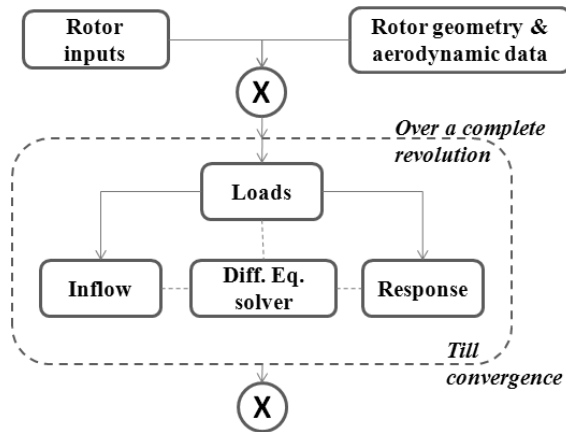 Rotor
inputs
Rotor geometry &
aerodynamic data
X
Over a complete
revolution
Loads
Inflow
Diff. Eq.
solver
Response
Till
convergence
X